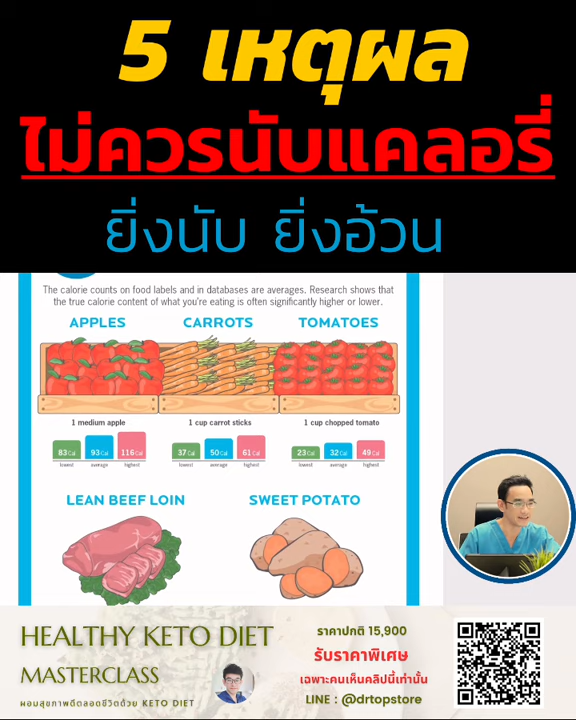 5 เหตุผล
ไม่ควรนับแคลอรี่
ยิ่งนับ ยิ่งอ้วน
The calorie counts on food labels and in databases are averages. Research shows that
the true calorie content of what you're eating is often significantly higher or lower.
APPLES CARROTS TOMATOES
1 medium apple 1 cup carrot sticks 1 cup chopped tomato
83 Cal 93 Cal 116 Cal 37 Cal 50 Cal 61 Cal 23 Cal 32 Cal 49 Cal
lowest average highest lowest average highest lowest average highest
LEAN BEEF LOIN SWEET POTATO
HEALTHY KETO DIET
MASTERCLASS
ผอมสุขภาพดีตลอดชีวิตด้วย KETO DIET
ราคาปกติ 15,900
รับราคาพิเศษ
เฉพาะคนเห็นคลิปนี้เท่านั้น
LINE : @drtopstore